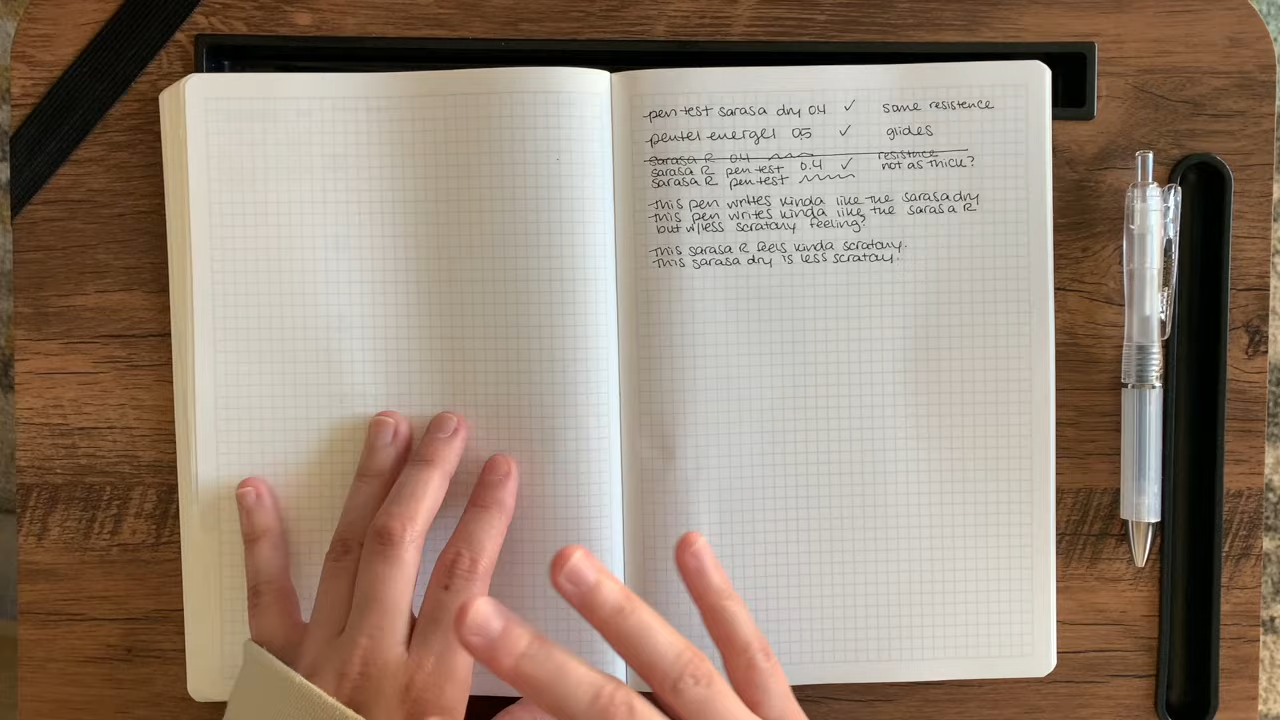 pen test sarasa dry 0.4 ✓ some resistence
pentel energel 0.5 ✓ glides
sarasa R 0.4 resistnce
sarasa R pen test 0.4 ✓ not as thick?
sarasa R pen test
this pen writes kinda like the sarasa dry
this pen writes kinda like the sarasa R
but w/less scratchy feeling?
this sarasa R feels kinda scratchy.
this sarasa dry is less scratchy.